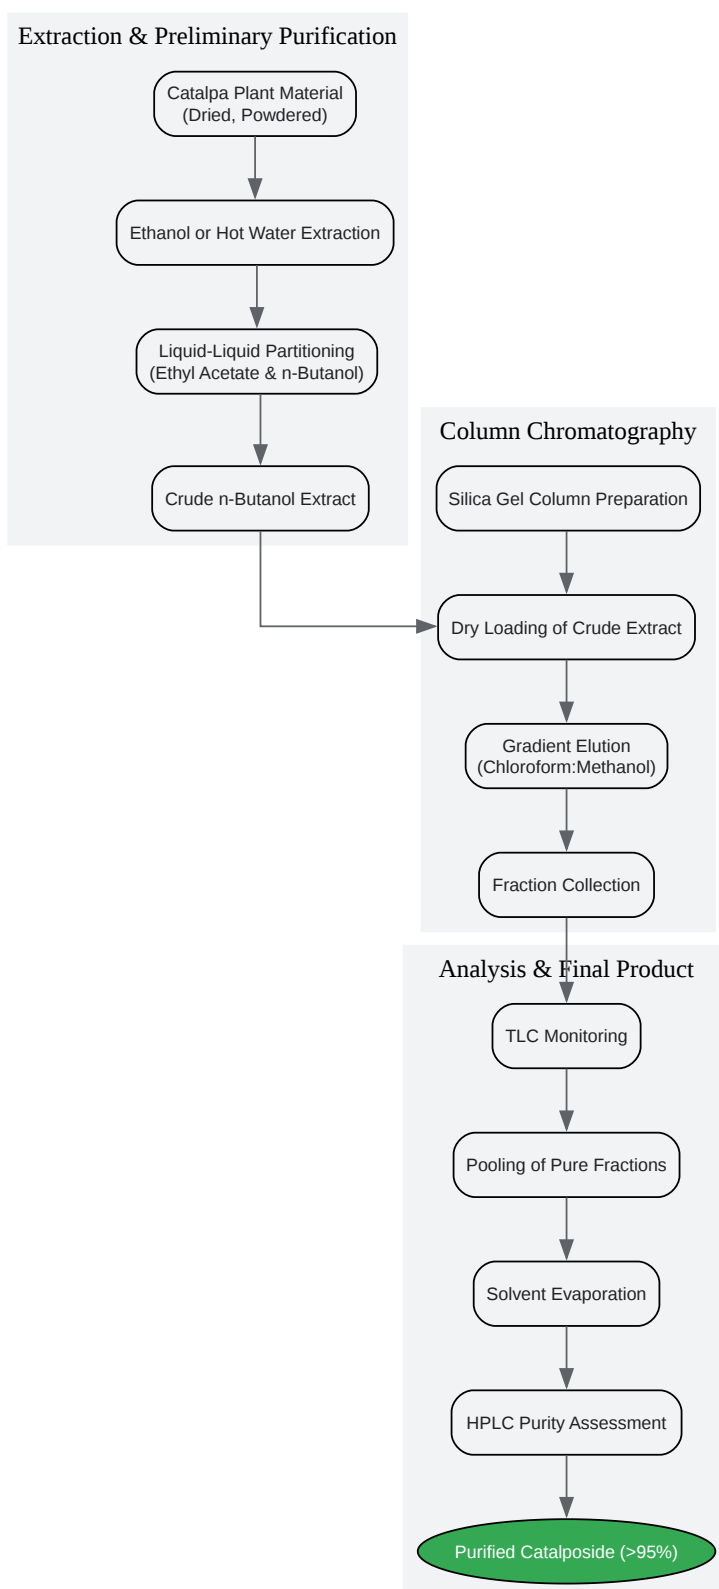 Extraction & Preliminary Purification
Catalpa Plant Material
(Dried, Powdered)
Ethanol or Hot Water Extraction
Liquid-Liquid Partitioning
(Ethyl Acetate & n-Butanol)
Crude n-Butanol Extract
Column Chromatography
Silica Gel Column Preparation
Dry Loading of Crude Extract
Gradient Elution
(Chloroform:Methanol)
Fraction Collection
Analysis & Final Product
TLC Monitoring
Pooling of Pure Fractions
Solvent Evaporation
HPLC Purity Assessment
Purified Catalposide (>95%)